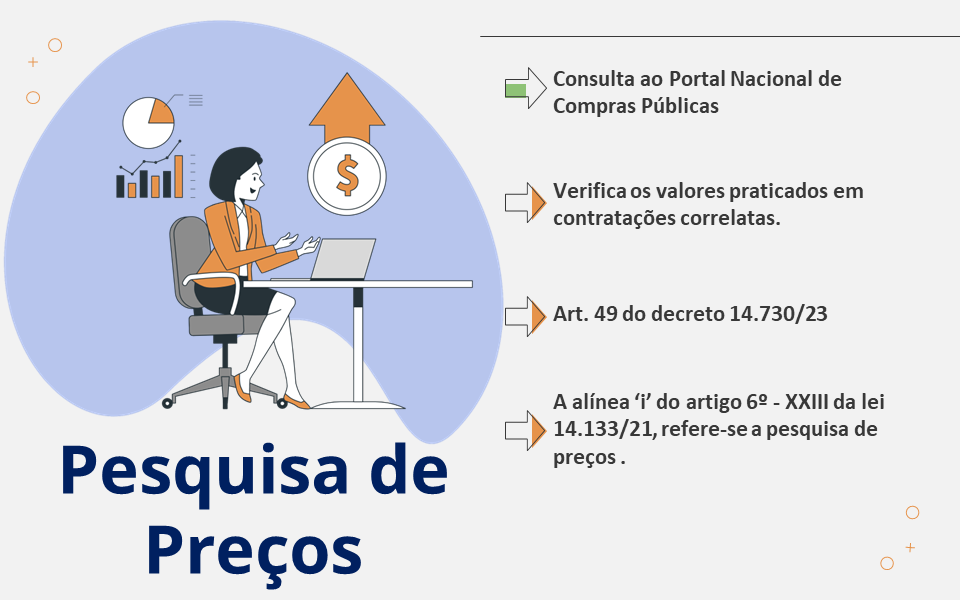 Consulta ao Portal Nacional de
Compras Públicas
Verifica os valores praticados em
contratações correlatas.
Art. 49 do decreto 14.730/23
A alínea ‘i’ do artigo 6º - XXIII da lei
14.133/21, refere-se a pesquisa de
preços .
Pesquisa de
Preços
$